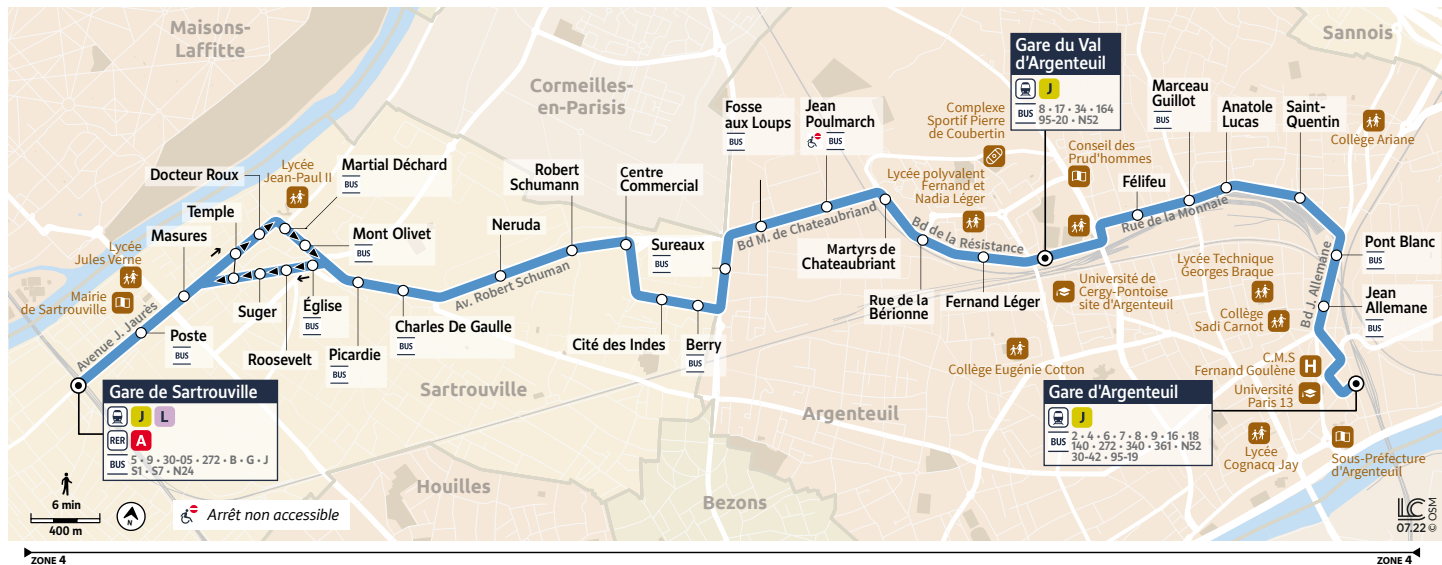 Maisons-
Laffitte
Cormeilles-
en-Parisis
Sannois
Sartrouville
Houilles
Bezons
Argenteuil
Gare de Sartrouville
J L
RER A
BUS 5 • 9 • 30-05 • 272 • B • G • J
S1 • S7 • N24
Poste
BUS
Masures
Temple
Docteur Roux
Lycée
Jean-Paul II
Martial Déchard
BUS
Mont Olivet
BUS
Église
BUS
Roosevelt
Suger
Picardie
BUS
Charles De Gaulle
BUS
Neruda
Robert
Schumann
Centre
Commercial
Cité des Indes
Berry
BUS
Sureaux
BUS
Fosse
aux Loups
BUS
Jean
Poulmarch
BUS
Martyrs de
Chateaubriant
Rue de la
Bérionne
Fernand Léger
Gare du Val
d'Argenteuil
J
BUS 8 • 17 • 34 • 164
95-20 • N52
Félifeu
Marceau
Guillot
BUS
Anatole
Lucas
Saint-
Quentin
Pont Blanc
BUS
Jean
Allemane
BUS
Gare d'Argenteuil
J
BUS 2 • 4 • 6 • 7 • 8 • 9 • 16 • 18
140 • 272 • 340 • 361 • N52
30-42 • 95-19
Lycée
Jules Verne
Mairie
de Sartrouville
Complexe
Sportif Pierre
de Coubertin
Lycée polyvalent
Fernand et
Nadia Léger
Conseil des
Prud'hommes
Collège Ariane
Université de
Cergy-Pontoise
site d'Argenteuil
Collège Eugénie Cotton
Lycée Technique
Georges Braque
Collège
Sadi Carnot
C.M.S
Fernand Goulène
H
Université
Paris 13
Lycée
Cognacq Jay
Sous-Préfecture
d'Argenteuil
Avenue J. Jaurès
Av. Robert Schuman
Bd M. de Chateaubriand
Bd de la Résistance
Rue de la Monnaie
Bd J. Allemane
6 min
400 m
N
Arrêt non accessible
LC
07.22 © OSM
ZONE 4
ZONE 4